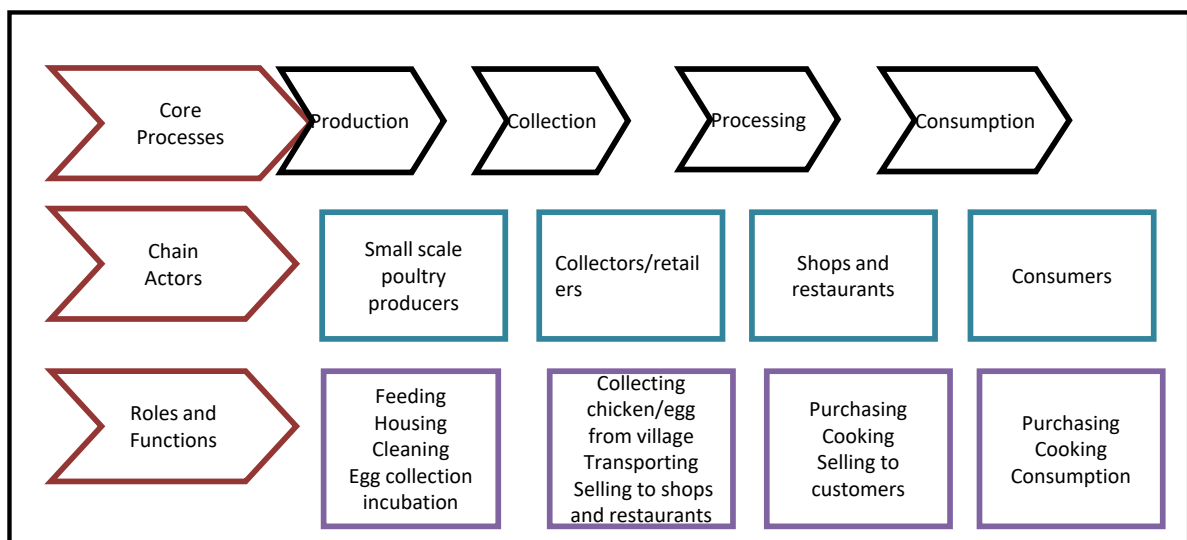 Core
Processes
Production
Collection
Processing
Consumption
Chain
Actors
Small scale
poultry
producers
Collectors/retail
ers
Shops and
restaurants
Consumers
Roles and
Functions
Feeding
Housing
Cleaning
Egg collection
incubation
Collecting
chicken/egg
from village
Transporting
Selling to shops
and restaurants
Purchasing
Cooking
Selling to
customers
Purchasing
Cooking
Consumption